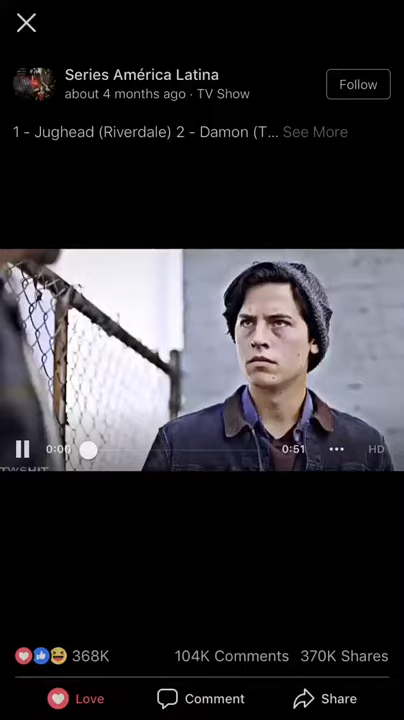 Series América Latina
about 4 months ago · TV Show
Follow
1 - Jughead (Riverdale) 2 - Damon (T... See More
0:06
0:51
HD
TWSHIT
368K
104K Comments
370K Shares
Love
Comment
Share